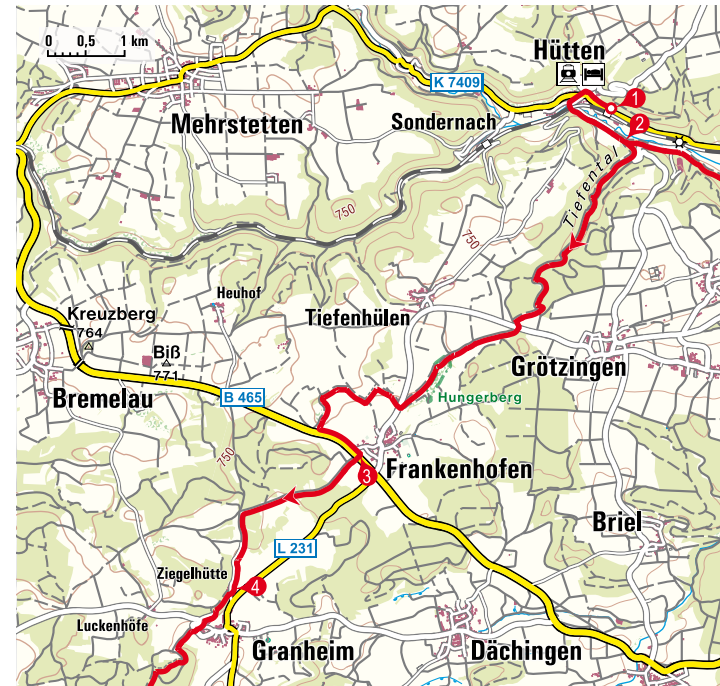 0 0,5 1 km
Hütten
K 7409
1
Mehrstetten
Sondernach
2
Tiefental
750
750
Heuhof
Kreuzberg
764
Tiefenhülen
Biß
771
Grötzingen
Bremelau
B 465
Hungerberg
750
Frankenhofen
3
Briel
L 231
Ziegelhütte
4
Luckenhöfe
Granheim
Dächingen